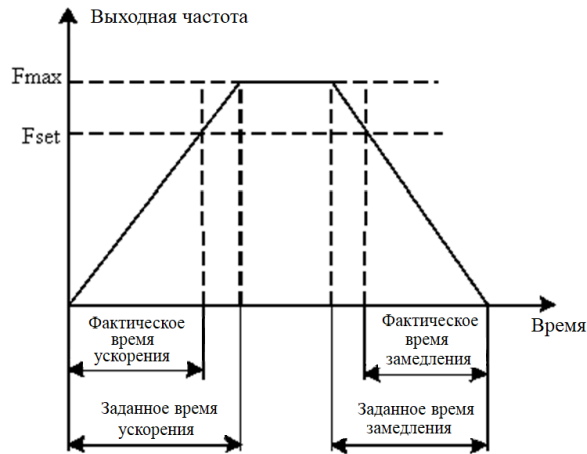 Выходная частота
Fmax
Fset
Время
Фактическое
время
ускорения
Фактическое
время
замедления
Заданное время
ускорения
Заданное время
замедления